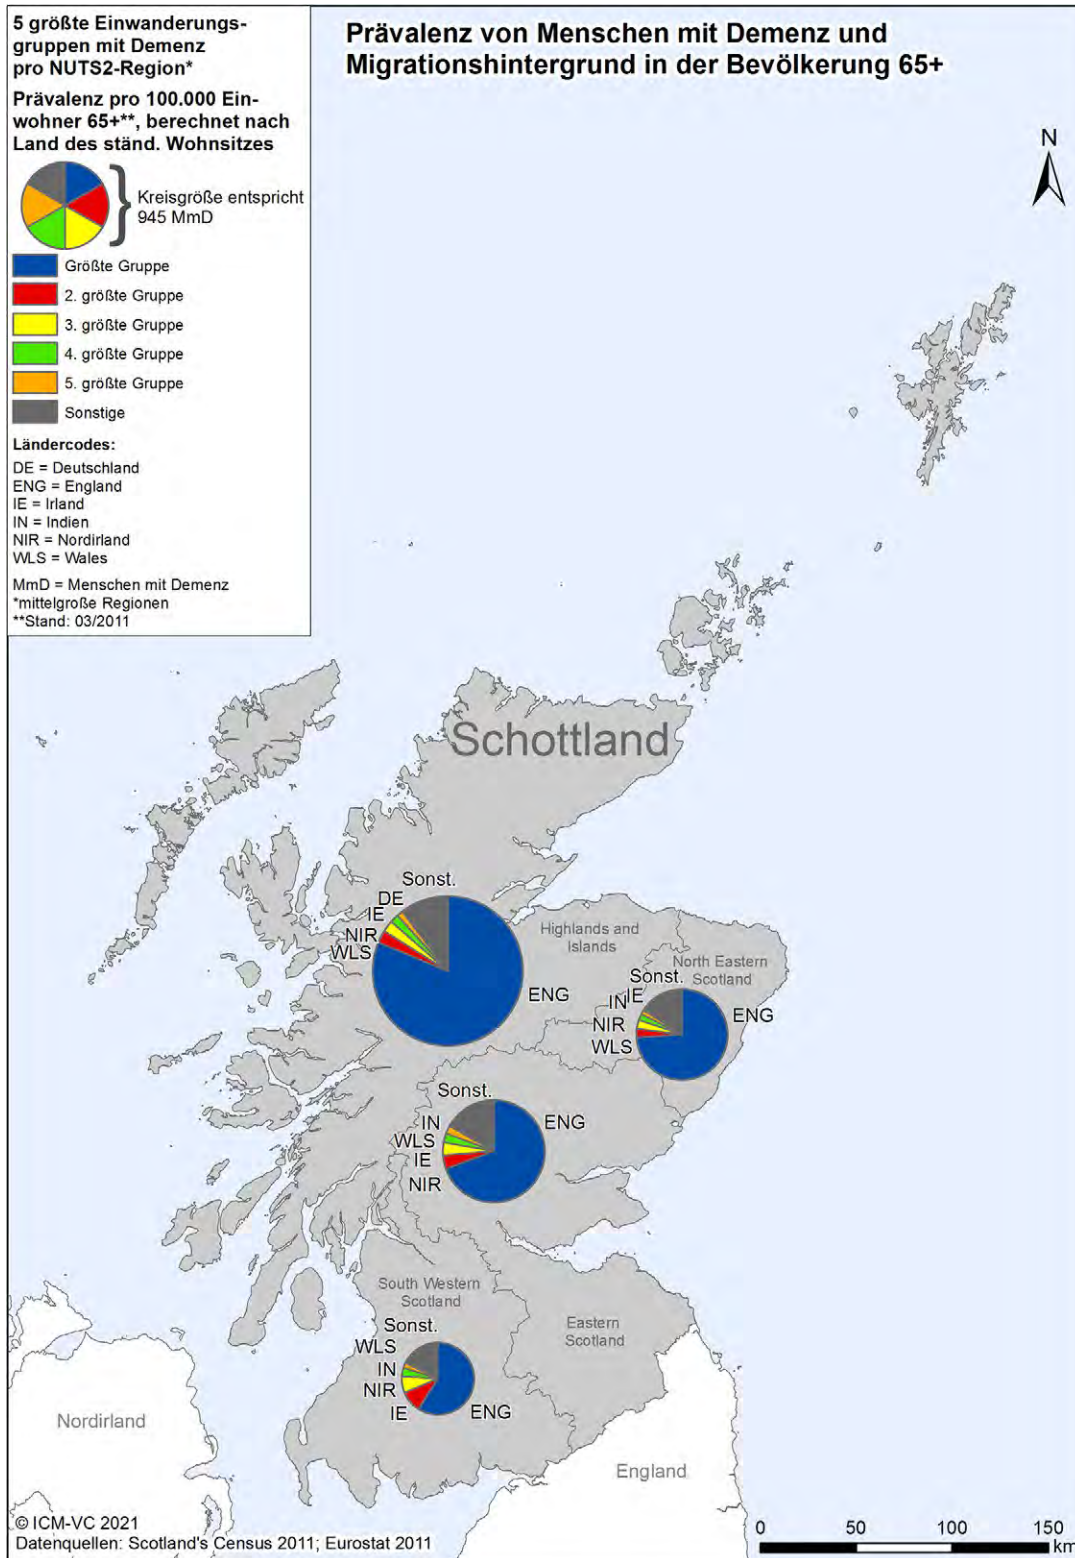 5 größte Einwanderungs-
gruppen mit Demenz
pro NUTS2-Region*
Prävalenz pro 100.000 Ein-
wohner 65+**, berechnet nach
Land des ständ. Wohnsitzes
Kreisgröße entspricht
945 MmD
Größte Gruppe
2. größte Gruppe
3. größte Gruppe
4. größte Gruppe
5. größte Gruppe
Sonstige
Ländercodes:
DE = Deutschland
ENG = England
IE = Irland
IN = Indien
NIR = Nordirland
WLS = Wales
MmD = Menschen mit Demenz
*mittelgroße Regionen
**Stand: 03/2011
Prävalenz von Menschen mit Demenz und
Migrationshintergrund in der Bevölkerung 65+
N
Schottland
Sonst.
DE
IE
NIR
WLS
ENG
Highlands and
Islands
North Eastern
Scotland
Sonst.
IE
IN
NIR
WLS
ENG
Sonst.
IN
WLS
IE
NIR
ENG
South Western
Scotland
Eastern
Scotland
Sonst.
WLS
IN
NIR
IE
ENG
Nordirland
England
© ICM-VC 2021
Datenquellen: Scotland's Census 2011; Eurostat 2011
0 50 100 150
km